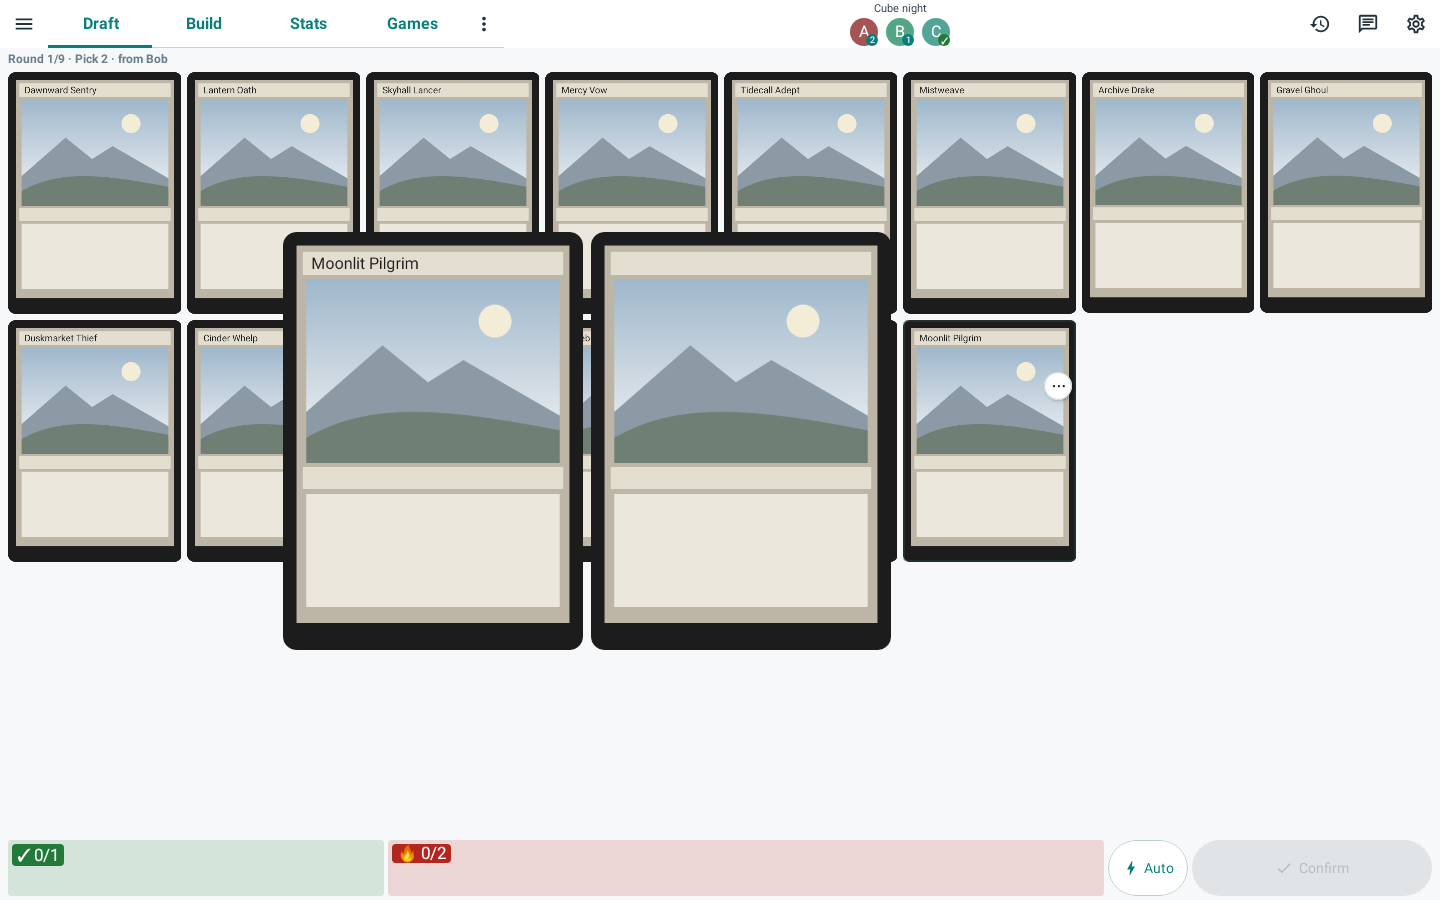 Draft Build Stats Games
Cube night
A 2 B 1 C
Round 1/9 · Pick 2 · from Bob
Dawnward Sentry
Lantern Oath
Skyhall Lancer
Mercy Vow
Tidecall Adept
Mistweave
Archive Drake
Gravel Ghoul
Duskmarket Thief
Cinder Whelp
Moonlit Pilgrim
Moonlit Pilgrim
0/1
0/2
Auto
Confirm